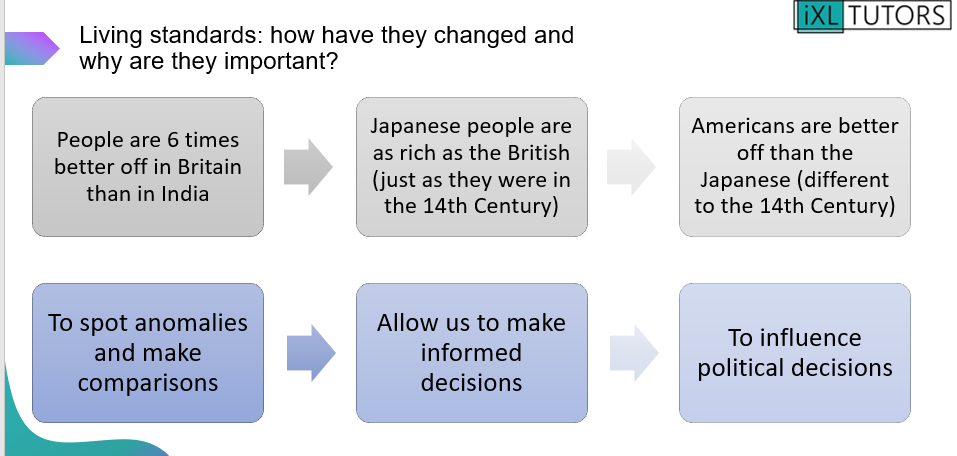 Living standards: how have they changed and
why are they important?
iXL TUTORS
People are 6 times
better off in Britain
than in India
Japanese people are
as rich as the British
(just as they were in
the 14th Century)
Americans are better
off than the
Japanese (different
to the 14th Century)
To spot anomalies
and make
comparisons
Allow us to make
informed
decisions
To influence
political decisions